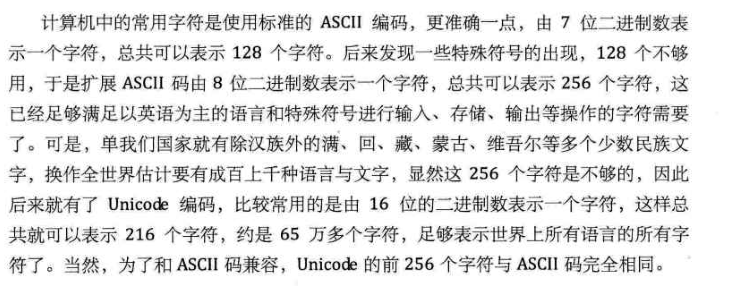 计算机中的常用字符是使用标准的 ASCII 编码，更准确一点，由 7 位二进制数表
示一个字符，总共可以表示 128 个字符。后来发现一些特殊符号的出现，128 个不够
用，于是扩展 ASCII 码由 8 位二进制数表示一个字符，总共可以表示 256 个字符，这
已经足够满足以英语为主的语言和特殊符号进行输入、存储、输出等操作的字符需要
了。可是，单我们国家就有除汉族外的满、回、藏、蒙古、维吾尔等多个少数民族文
字，换作全世界估计要有成百上千种语言与文字，显然这 256 个字符是不够的，因此
后来就有了 Unicode 编码，比较常用的是由 16 位的二进制数表示一个字符，这样总
共就可以表示 216 个字符，约是 65 万多个字符，足够表示世界上所有语言的所有字
符了。当然，为了和 ASCII 码兼容，Unicode 的前 256 个字符与 ASCII 码完全相同。